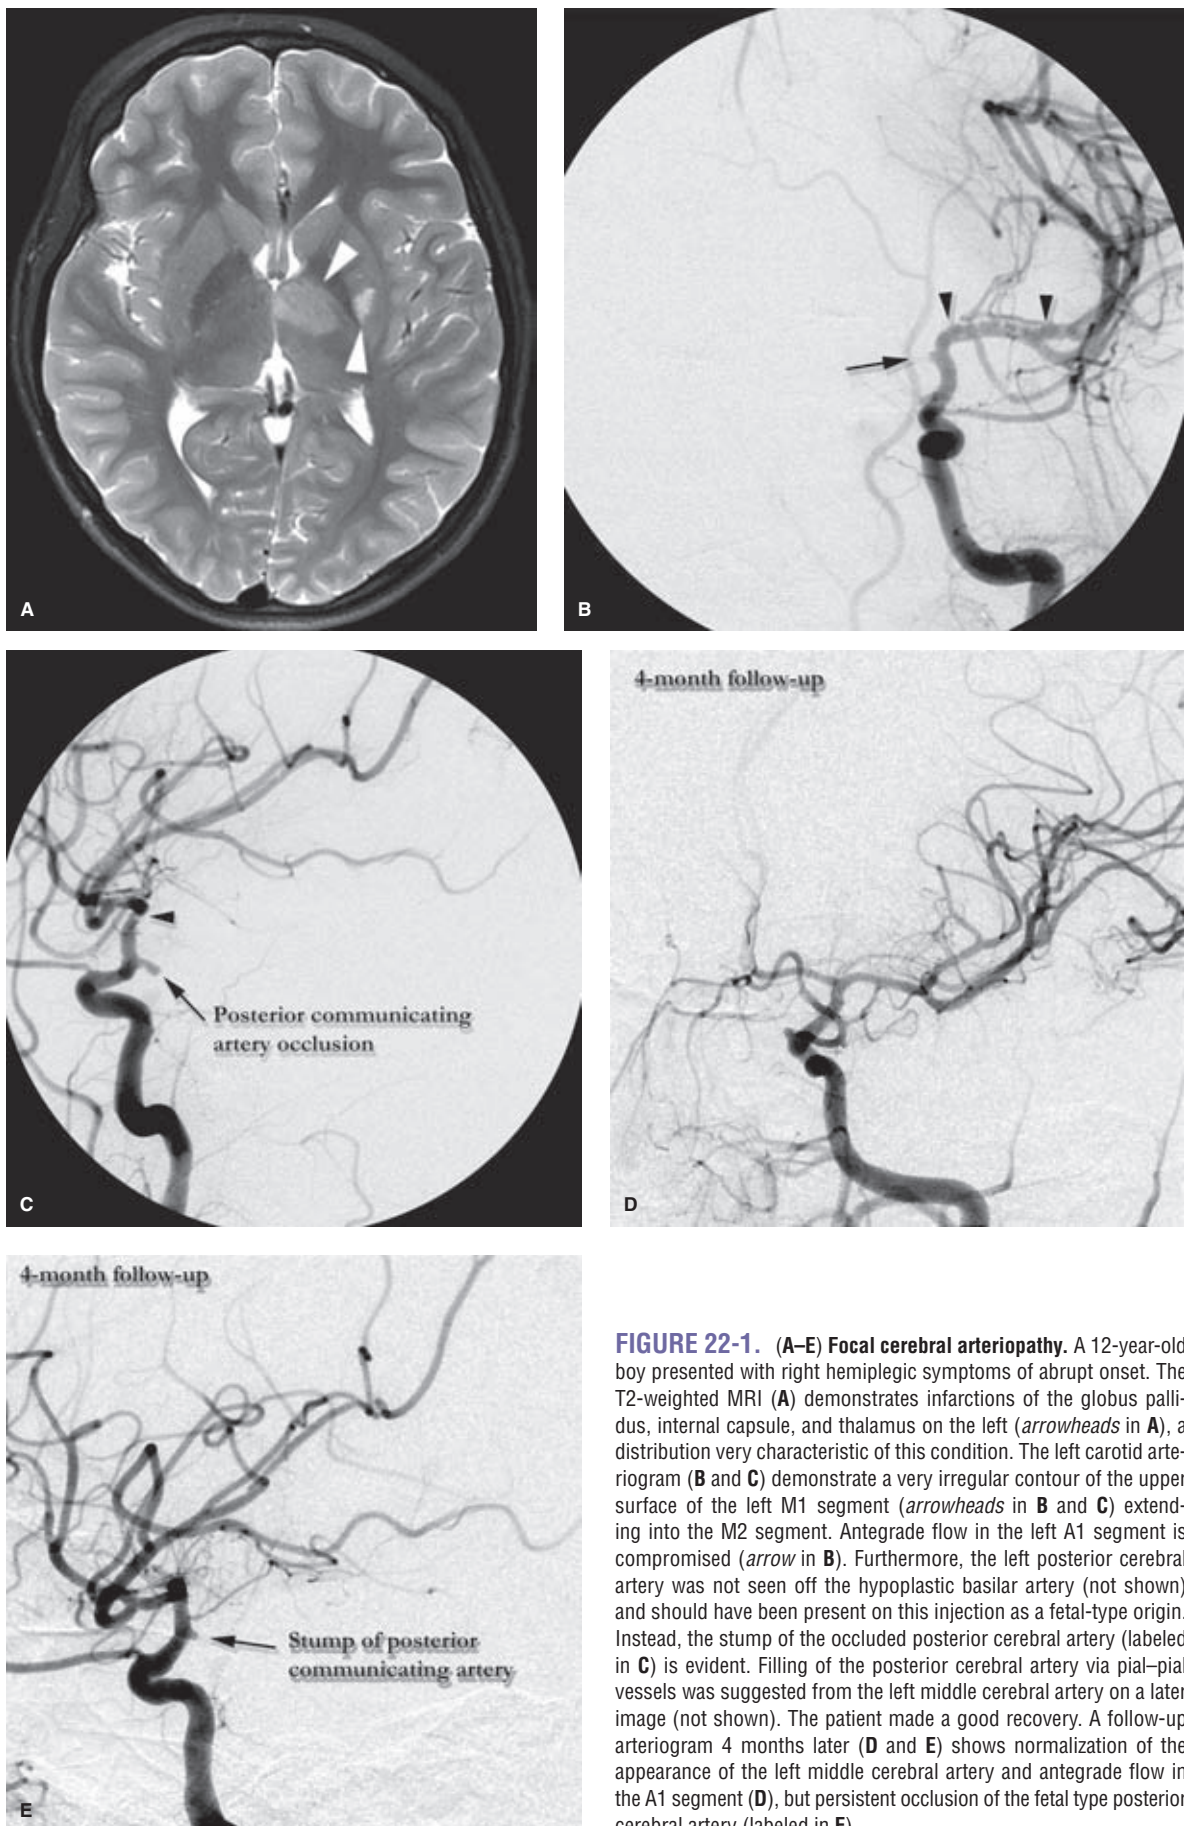 A
B
Posterior communicating
artery occlusion
C
4-month follow-up
D
4-month follow-up
Stump of posterior
communicating artery
E
FIGURE 22-1. (A–E) Focal cerebral arteriopathy. A 12-year-old
boy presented with right hemiplegic symptoms of abrupt onset. The
T2-weighted MRI (A) demonstrates infarctions of the globus palli-
dus, internal capsule, and thalamus on the left (arrowheads in A), a
distribution very characteristic of this condition. The left carotid arte-
riogram (B and C) demonstrate a very irregular contour of the upper
surface of the left M1 segment (arrowheads in B and C) extend-
ing into the M2 segment. Antegrade flow in the left A1 segment is
compromised (arrow in B). Furthermore, the left posterior cerebral
artery was not seen off the hypoplastic basilar artery (not shown)
and should have been present on this injection as a fetal-type origin.
Instead, the stump of the occluded posterior cerebral artery (labeled
in C) is evident. Filling of the posterior cerebral artery via pial–pial
vessels was suggested from the left middle cerebral artery on a later
image (not shown). The patient made a good recovery. A follow-up
arteriogram 4 months later (D and E) shows normalization of the
appearance of the left middle cerebral artery and antegrade flow in
the A1 segment (D), but persistent occlusion of the fetal type posterior
cerebral artery (labeled in E)